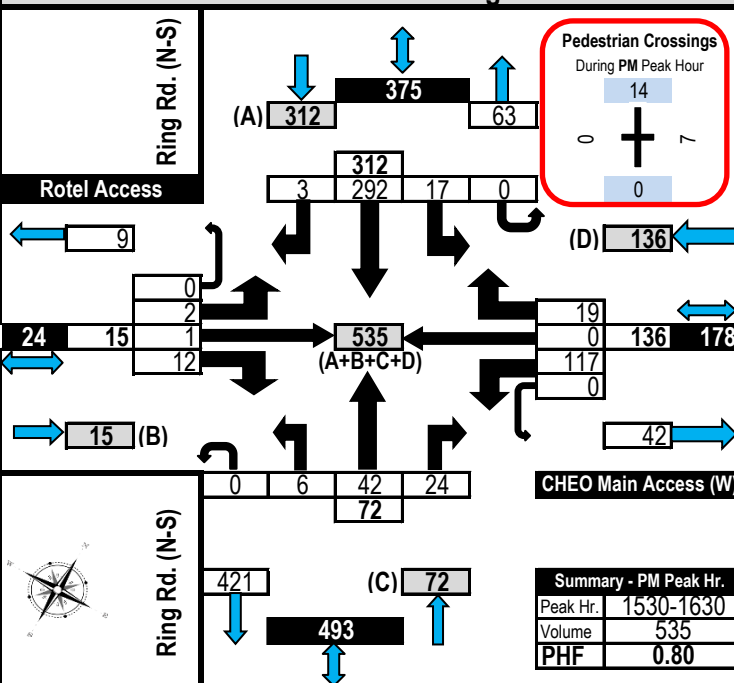 Ring Rd. (N-S)
Pedestrian Crossings
During PM Peak Hour
14
0
7
0
375
(A) 312
63
312
3 292 17 0
Rotel Access
9
(D) 136
0
2
24 15 1
12
535
(A+B+C+D)
19
0 136 178
117
0
15 (B)
42
0 6 42 24
72
CHEO Main Access (W)
Ring Rd. (N-S)
421
(C) 72
493
Summary - PM Peak Hr.
Peak Hr. 1530-1630
Volume 535
PHF 0.80